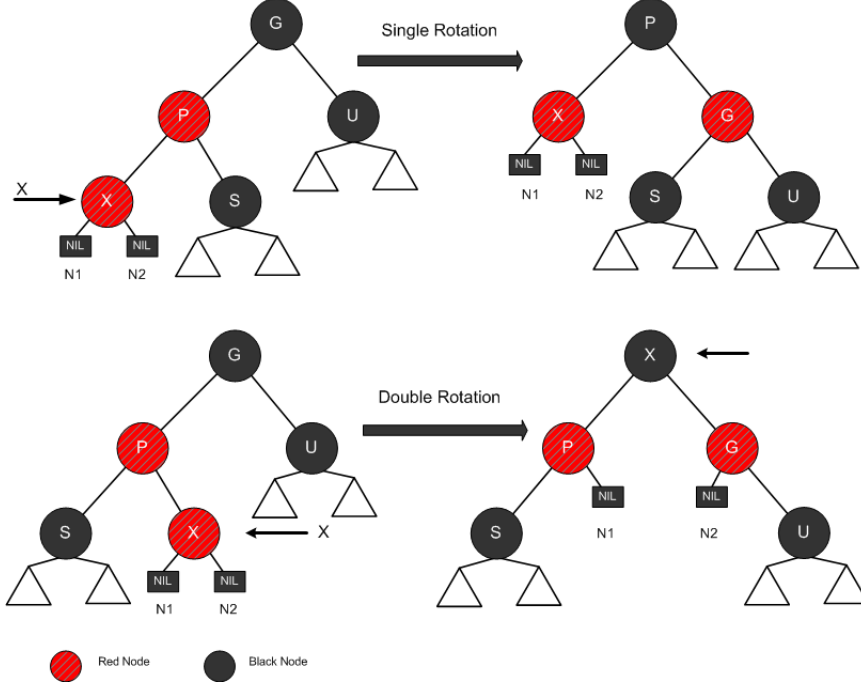 G
Single Rotation
P
P
U
X
G
X
X
S
NIL
NIL
N1
N2
S
U
NIL
NIL
N1
N2
G
X
Double Rotation
P
U
P
G
NIL
NIL
N1
N2
S
X
X
S
U
NIL
NIL
N1
N2
Red Node
Black Node